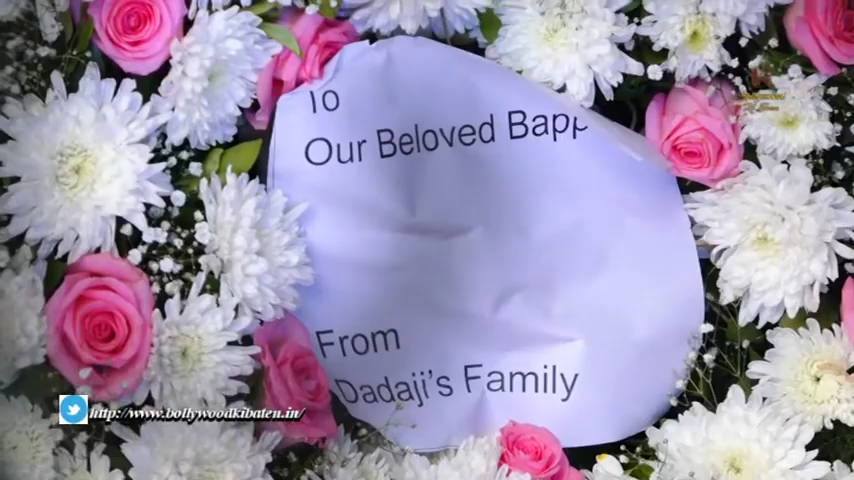 To
Our Beloved Bapp
From
Dadaji's Family
http://www.bollywoodkibaten.in/